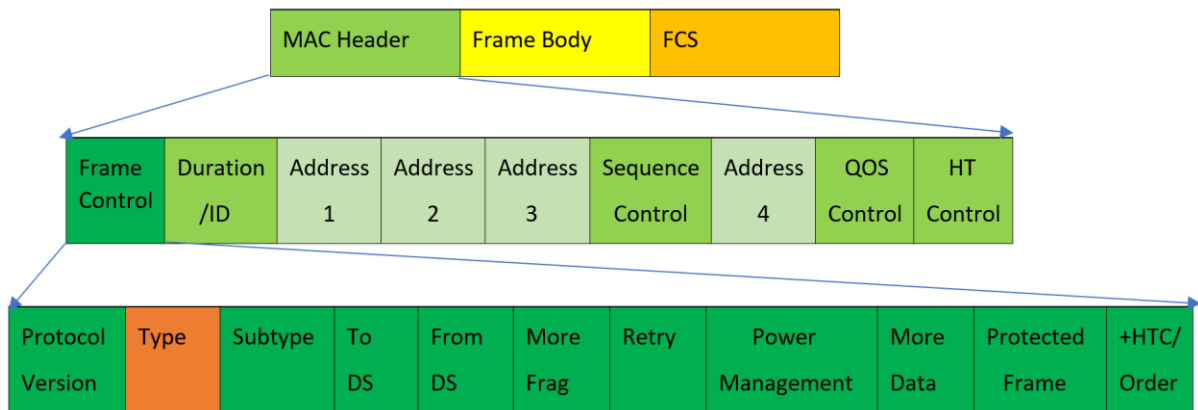 MAC Header Frame Body FCS
Frame Duration Address Address Address Sequence Address QOS HT
Control /ID 1 2 3 Control 4 Control Control
Protocol Type Subtype To From More Retry Power More Protected +HTC/
Version DS DS Frag Management Data Frame Order